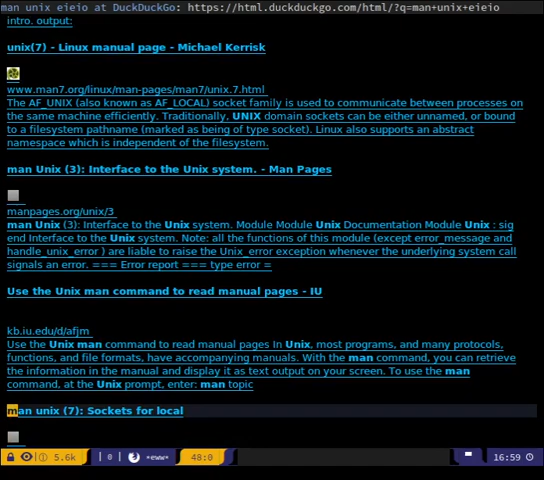 man unix eieio at DuckDuckGo: https://html.duckduckgo.com/html/?q=man+unix+eieio
intro. output:
unix(7) - Linux manual page - Michael Kerrisk
www.man7.org/linux/man-pages/man7/unix.7.html
The AF_UNIX (also known as AF_LOCAL) socket family is used to communicate between processes on
the same machine efficiently. Traditionally, UNIX domain sockets can be either unnamed, or bound
to a filesystem pathname (marked as being of type socket). Linux also supports an abstract
namespace which is independent of the filesystem.
man Unix (3): Interface to the Unix system. - Man Pages
manpages.org/unix/3
man Unix (3): Interface to the Unix system. Module Module Unix Documentation Module Unix : sig
end Interface to the Unix system. Note: all the functions of this module (except error_message and
handle_unix_error ) are liable to raise the Unix_error exception whenever the underlying system call
signals an error. === Error report === type error =
Use the Unix man command to read manual pages - IU
kb.iu.edu/d/afjm
Use the Unix man command to read manual pages In Unix, most programs, and many protocols,
functions, and file formats, have accompanying manuals. With the man command, you can retrieve
the information in the manual and display it as text output on your screen. To use the man
command, at the Unix prompt, enter: man topic
man unix (7): Sockets for local
5.6k | 0 | *eww* 48:0 16:59